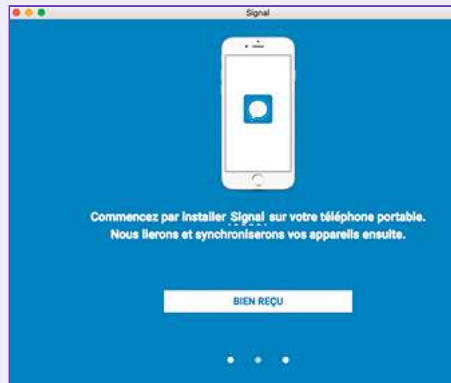 Signal
Commencez par installer Signal sur votre téléphone portable.
Nous lierons et synchroniserons vos appareils ensuite.
BIEN REÇU